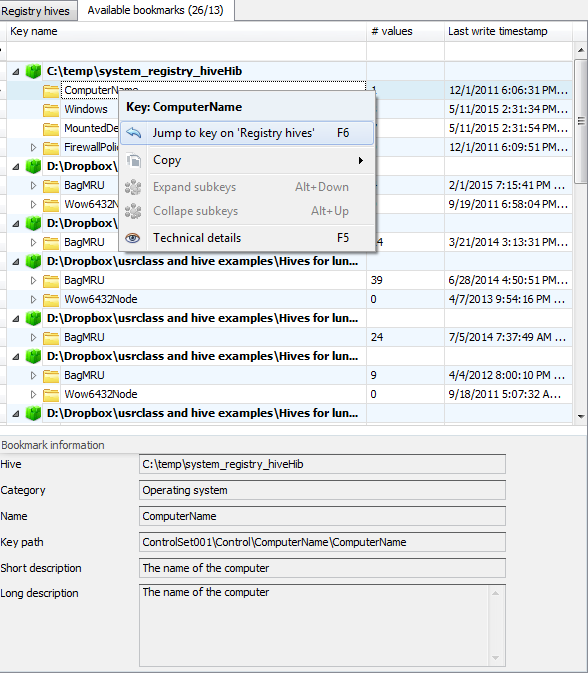 Registry hives Available bookmarks (26/13)
Key name # values Last write timestamp
C:\temp\system_registry_hiveHib
ComputerName 1 12/1/2011 6:06:31 PM...
Windows 5/11/2015 2:31:34 PM...
MountedDe 5/11/2015 2:31:54 PM...
FirewallPolic 12/1/2011 6:09:51 PM...
D:\Dropbox
BagMRU 2/1/2015 7:15:41 PM ...
Wow6432N 9/19/2011 6:58:04 PM...
D:\Dropbox
BagMRU 4 3/21/2014 3:13:31 PM...
D:\Dropbox\usrclass and hive examples\Hives for lun...
BagMRU 39 6/28/2014 4:50:51 PM...
Wow6432Node 0 4/7/2013 9:54:16 PM ...
D:\Dropbox\usrclass and hive examples\Hives for lun...
BagMRU 24 7/5/2014 7:37:49 AM ...
D:\Dropbox\usrclass and hive examples\Hives for lun...
BagMRU 9 4/4/2012 8:00:10 PM ...
Wow6432Node 0 9/18/2011 5:07:32 A...
D:\Dropbox\usrclass and hive examples\Hives for lun...
Key: ComputerName
Jump to key on 'Registry hives' F6
Copy
Expand subkeys Alt+Down
Collapse subkeys Alt+Up
Technical details F5
Bookmark information
Hive C:\temp\system_registry_hiveHib
Category Operating system
Name ComputerName
Key path ControlSet001\Control\ComputerName\ComputerName
Short description The name of the computer
Long description The name of the computer